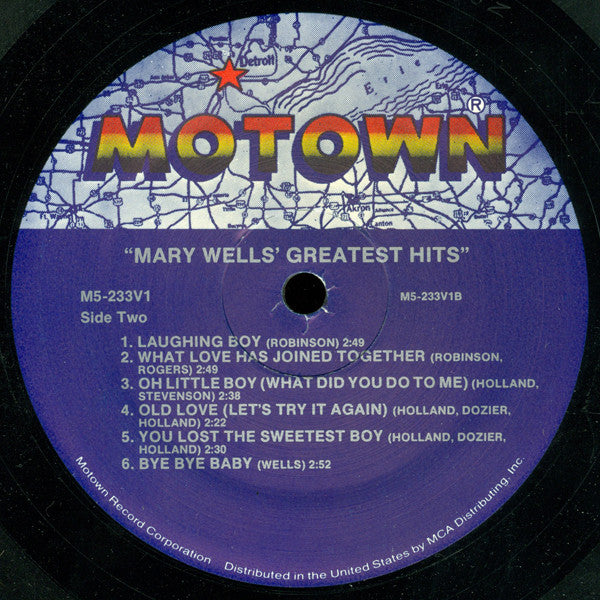 Detroit
Erie
MOTOWN®
Akron
Canton
"MARY WELLS' GREATEST HITS"
M5-233V1
M5-233V1B
Side Two
1. LAUGHING BOY (ROBINSON) 2:49
2. WHAT LOVE HAS JOINED TOGETHER (ROBINSON,
ROGERS) 2:49
3. OH LITTLE BOY (WHAT DID YOU DO TO ME) (HOLLAND,
STEVENSON) 2:38
4. OLD LOVE (LET'S TRY IT AGAIN) (HOLLAND, DOZIER,
HOLLAND) 2:22
5. YOU LOST THE SWEETEST BOY (HOLLAND, DOZIER,
HOLLAND) 2:30
6. BYE BYE BABY (WELLS) 2:52
Motown Record Corporation Distributed in the United States by MCA Distributing, Inc.